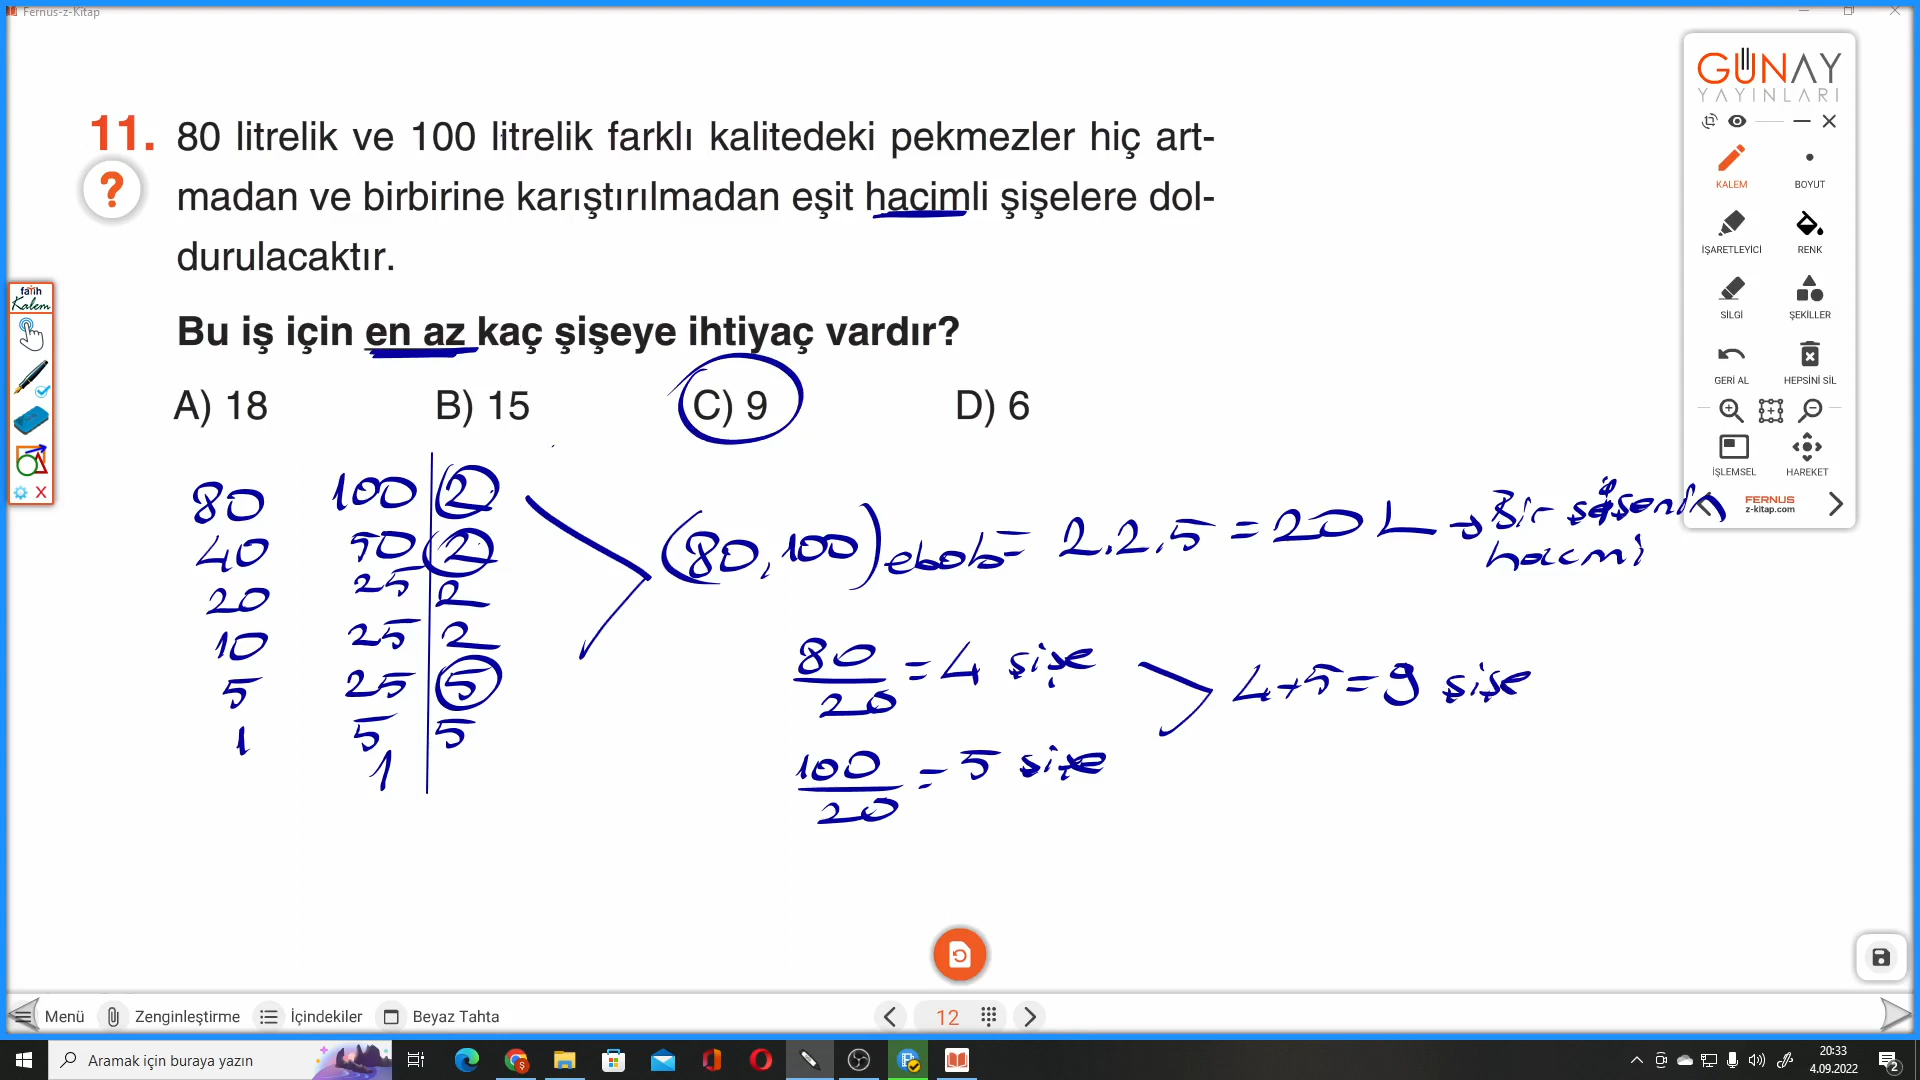 Fernus-z-Kitap
11. 80 litrelik ve 100 litrelik farklı kalitedeki pekmezler hiç art-
madan ve birbirine karıştırılmadan eşit hacimli şişelere dol-
durulacaktır.
Bu iş için en az kaç şişeye ihtiyaç vardır?
A) 18 B) 15 C) 9 D) 6
80 100 2
40 50 2
20 25 2
10 25 2
5 25 5
1 5 5
1
(80, 100) ebob = 2.2.5 = 20 L → Bir şişenin
hacmi
80/20 = 4 şişe
100/20 = 5 şişe
4+5=9 şişe
?
fatih
Kalem
GÜNAY
YAYINLARI
KALEM BOYUT
İŞARETLEYİCİ RENK
SİLGİ ŞEKİLLER
GERİ AL HEPSİNİ SİL
İŞLEMSEL HAREKET
FERNUS
z-kitap.com
Menü Zenginleştirme İçindekiler Beyaz Tahta 12
Aramak için buraya yazın
20:33
4.09.2022
2